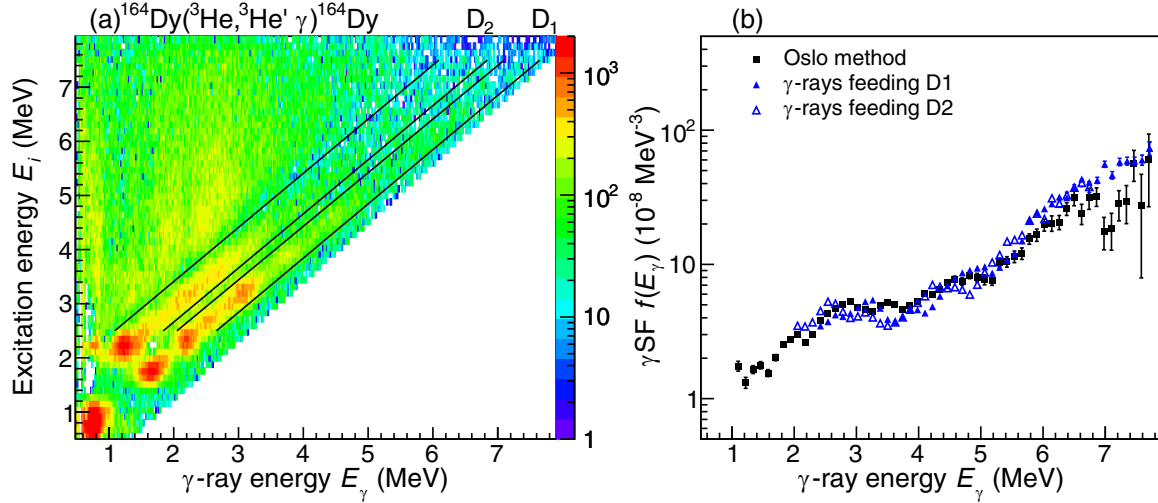 (a)¹⁶⁴Dy(³He,³He' γ)¹⁶⁴Dy D₂ D₁
Excitation energy Eᵢ (MeV)
7
6
5
4
3
2
1
1 2 3 4 5 6 7
γ-ray energy E_γ (MeV)
10³
10²
10
1
(b)
Oslo method
γ-rays feeding D1
γ-rays feeding D2
γSF f(E_γ) (10⁻⁸ MeV⁻³)
10²
10
1
1 2 3 4 5 6 7
γ-ray energy E_γ (MeV)